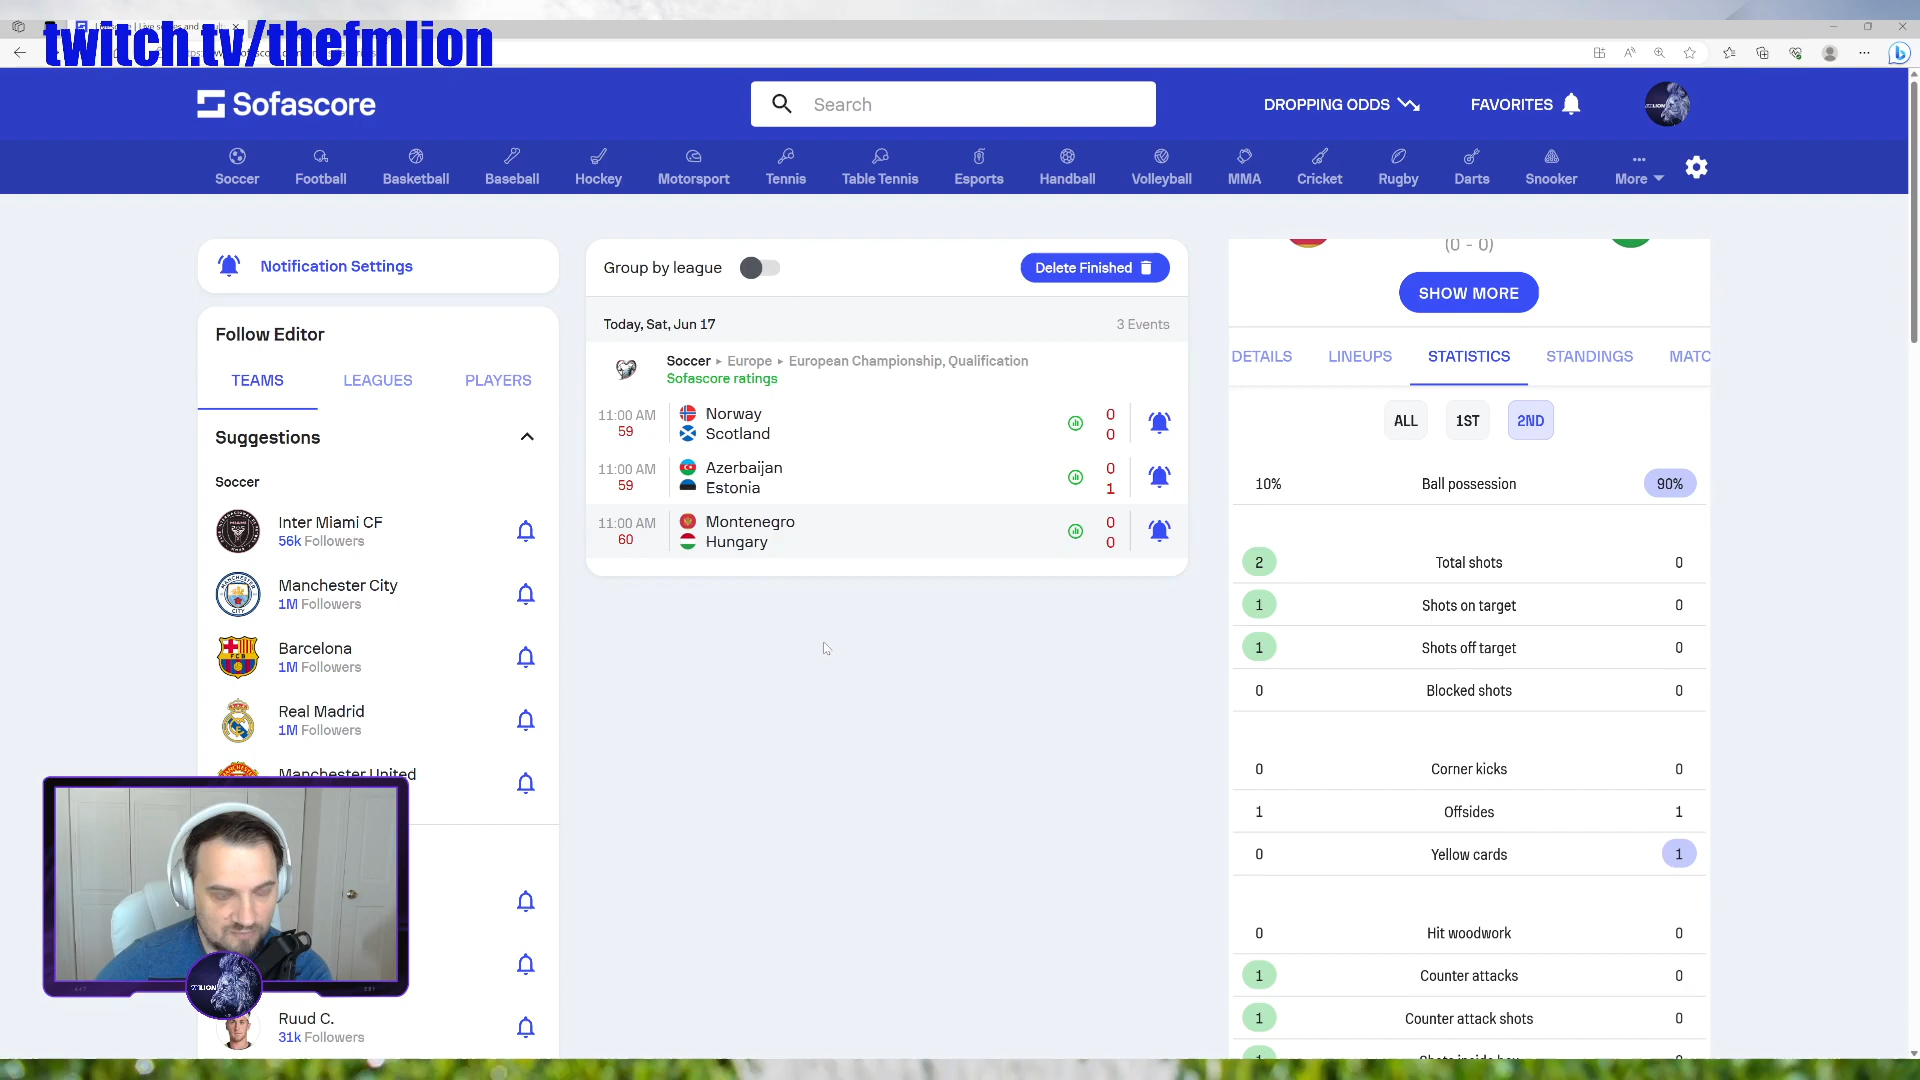 twitch.tv/thefmlion
Sofascore
Search
DROPPING ODDS
FAVORITES
Soccer
Football
Basketball
Baseball
Hockey
Motorsport
Tennis
Table Tennis
Esports
Handball
Volleyball
MMA
Cricket
Rugby
Darts
Snooker
More
Notification Settings
Follow Editor
TEAMS
LEAGUES
PLAYERS
Suggestions
Soccer
Inter Miami CF
56k Followers
Manchester City
1M Followers
Barcelona
1M Followers
Real Madrid
1M Followers
Manchester United
Ruud C.
31k Followers
Group by league
Delete Finished
Today, Sat, Jun 17
3 Events
Soccer ▸ Europe ▸ European Championship, Qualification
Sofascore ratings
11:00 AM
59
Norway
Scotland
0
0
11:00 AM
59
Azerbaijan
Estonia
0
1
11:00 AM
60
Montenegro
Hungary
0
0
(0 - 0)
SHOW MORE
DETAILS
LINEUPS
STATISTICS
STANDINGS
MATC
ALL
1ST
2ND
10% Ball possession 90%
2 Total shots 0
1 Shots on target 0
1 Shots off target 0
0 Blocked shots 0
0 Corner kicks 0
1 Offsides 1
0 Yellow cards 1
0 Hit woodwork 0
1 Counter attacks 0
1 Counter attack shots 0